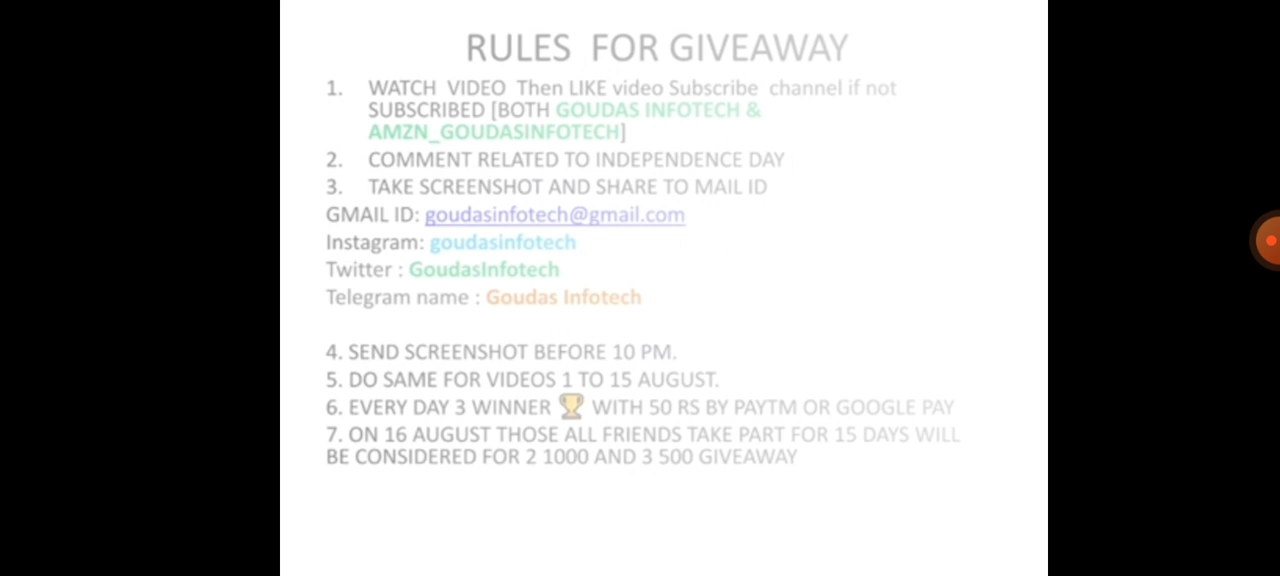 RULES FOR GIVEAWAY
1. WATCH VIDEO Then LIKE video Subscribe channel if not
SUBSCRIBED [BOTH GOUDAS INFOTECH &
AMZN_GOUDASINFOTECH]
2. COMMENT RELATED TO INDEPENDENCE DAY
3. TAKE SCREENSHOT AND SHARE TO MAIL ID
GMAIL ID: goudasinfotech@gmail.com
Instagram: goudasinfotech
Twitter : GoudasInfotech
Telegram name : Goudas Infotech
4. SEND SCREENSHOT BEFORE 10 PM.
5. DO SAME FOR VIDEOS 1 TO 15 AUGUST.
6. EVERY DAY 3 WINNER 🏆 WITH 50 RS BY PAYTM OR GOOGLE PAY
7. ON 16 AUGUST THOSE ALL FRIENDS TAKE PART FOR 15 DAYS WILL
BE CONSIDERED FOR 2 1000 AND 3 500 GIVEAWAY